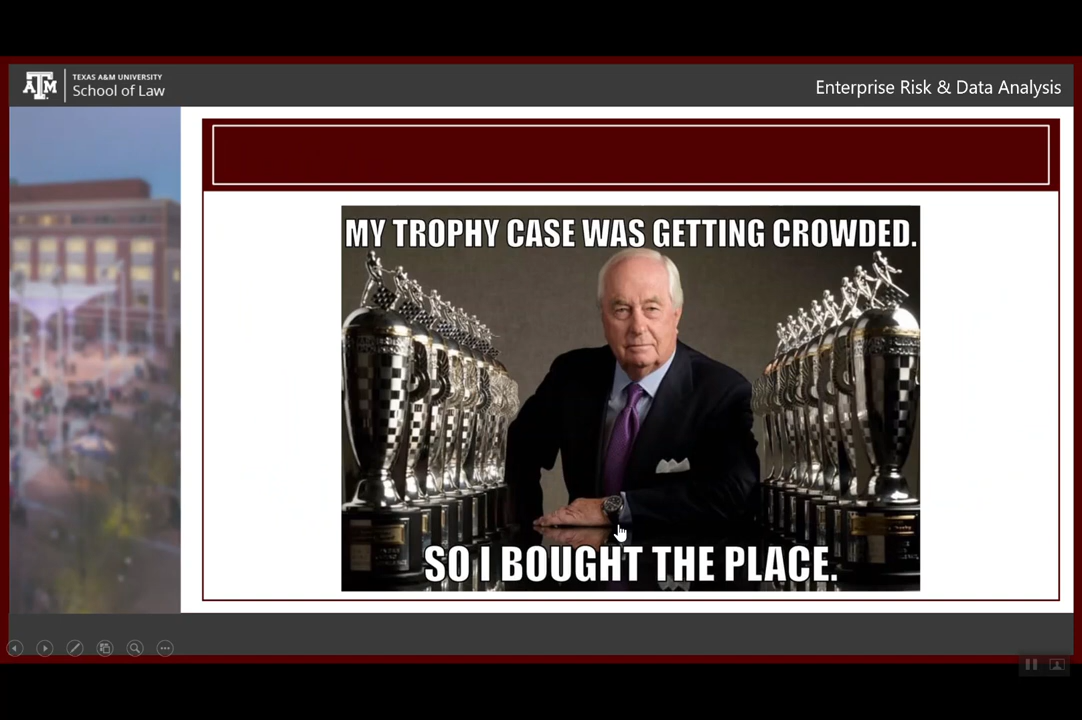 TEXAS A&M UNIVERSITY
School of Law
Enterprise Risk & Data Analysis
MY TROPHY CASE WAS GETTING CROWDED.
SO I BOUGHT THE PLACE.